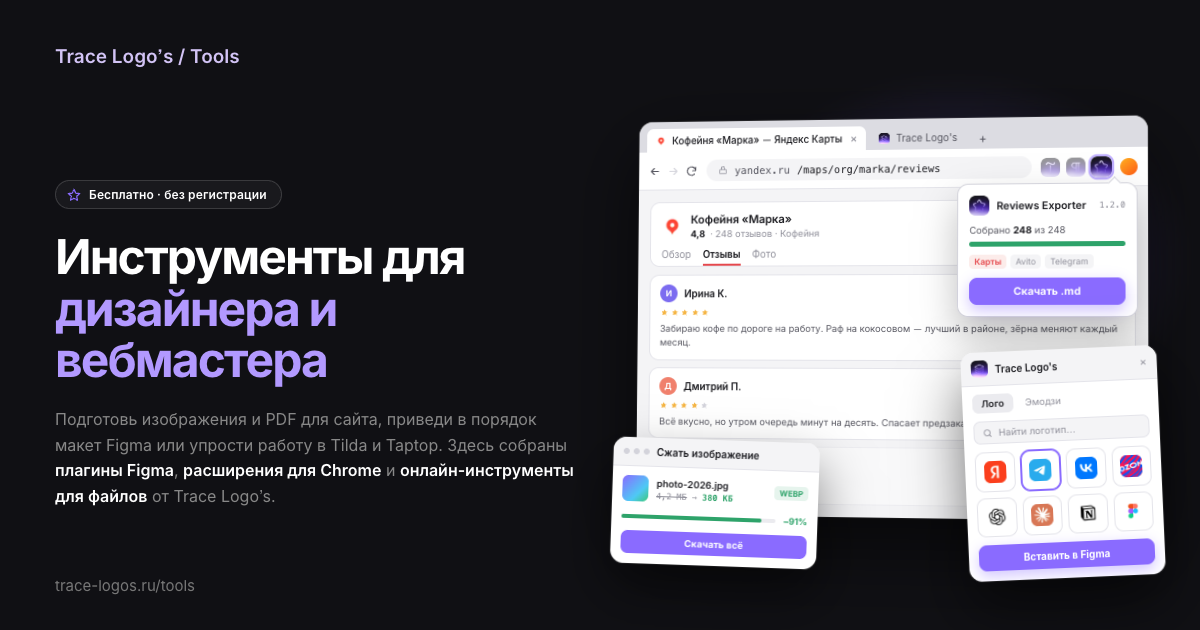 Trace Logo’s / Tools
Бесплатно · без регистрации
Инструменты для
дизайнера и
вебмастера
Подготовь изображения и PDF для сайта, приведи в порядок
макет Figma или упрости работу в Tilda и Taptop. Здесь собраны
плагины Figma, расширения для Chrome и онлайн-инструменты
для файлов от Trace Logo’s.
trace-logos.ru/tools
Кофейня «Марка» — Яндекс Карты ×
Trace Logo's +
yandex.ru /maps/org/marka/reviews
Кофейня «Марка»
4,8 · 248 отзывов · Кофейня
Обзор Отзывы Фото
И Ирина К.
Забираю кофе по дороге на работу. Раф на кокосовом — лучший в районе, зёрна меняют каждый
месяц.
Д Дмитрий П.
Всё вкусно, но утром очередь минут на десять. Спасает
Reviews Exporter 1.2.0
Собрано 248 из 248
Карты Avito Telegram
Скачать .md
Trace Logo's ×
Лого Эмодзи
Найти логотип...
Я
OZON
Вставить в Figma
Сжать изображение
photo-2026.jpg
4,2 МБ → 380 КБ
WEBP
−91%
Скачать всё